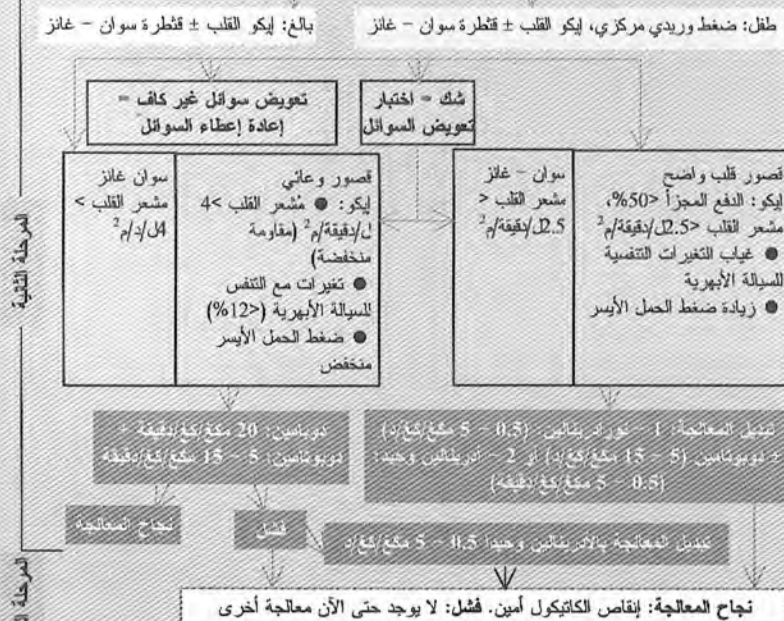 طفل: ضغط وريدي مركزي، إيكو القلب ± قثطرة سوان – غانز
بالغ: إيكو القلب ± قثطرة سوان – غانز
شك = اختبار
تعويض السوائل
تعويض سوائل غير كاف =
إعادة إعطاء السوائل
قصور قلب واضح
إيكو: الدفع المجزأ <50%،
مشعر القلب <2.5ل/دقيقة/م2
● غياب التغيرات التنفسية
للسيالة الأبهرية
● زيادة ضغط الحمل الأيسر
سوان – غانز
مشعر القلب <
2.5ل/دقيقة/م2
قصور وعائي
إيكو: ● مُشعر القلب >4
ل/دقيقة/م2 (مقاومة
منخفضة)
● تغيرات مع التنفس
للسيالة الأبهرية (<12%)
● ضغط الحمل الأيسر
منخفض
سوان غانز
مشعر القلب >
4ل/د/م2
المرحلة الثانية
تبديل المعالجة: 1 – نورادرينالين: (0.5 – 5 مكغ/كغ/د)
+ دوبوتامين (5 – 15 مكغ/كغ/د) أو 2 – أدرينالين وحيد:
(0.5 – 5 مكغ/كغ/دقيقة)
دوبامين: 20 مكغ/كغ/دقيقة +
دوبوتامين: 5 – 15 مكغ/كغ/دقيقة
فشل
نجاح المعالجة
تبديل المعالجة بالأدرينالين وحيدا 0.5 – 5 مكغ/كغ/د
نجاح المعالجة: إنقاص الكاتيكول أمين. فشل: لا يوجد حتى الآن معالجة أخرى
المرحلة